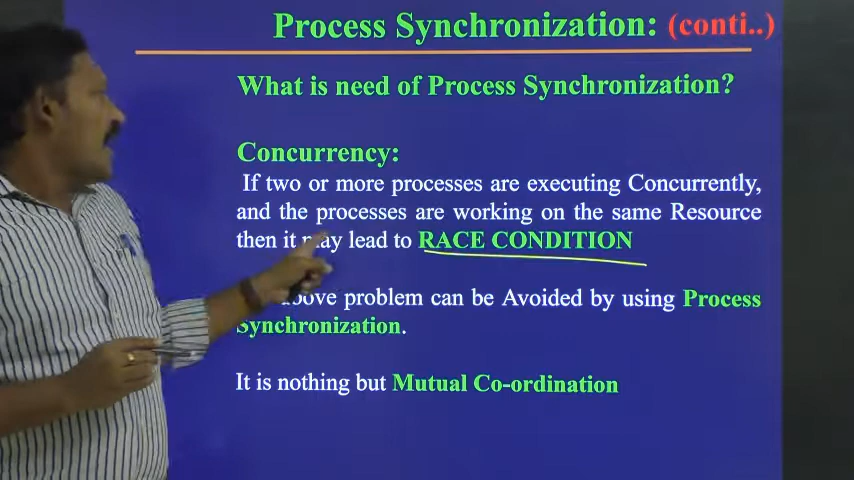 Process Synchronization: (conti..)
What is need of Process Synchronization?
Concurrency:
If two or more processes are executing Concurrently,
and the processes are working on the same Resource
then it may lead to RACE CONDITION
above problem can be Avoided by using Process
Synchronization.
It is nothing but Mutual Co-ordination